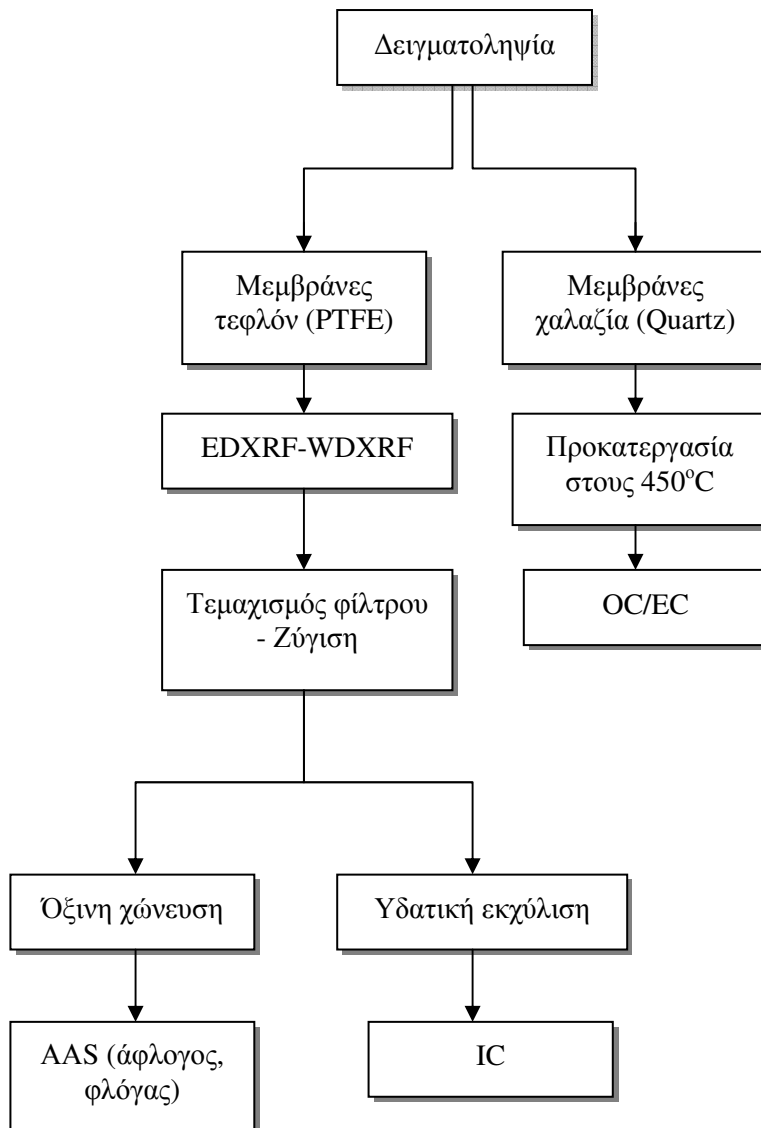 Δειγματοληψία
Μεμβράνες
τεφλόν (PTFE)
Μεμβράνες
χαλαζία (Quartz)
EDXRF-WDXRF
Προκατεργασία
στους 450°C
Τεμαχισμός φίλτρου
- Ζύγιση
OC/EC
Όξινη χώνευση
Υδατική εκχύλιση
AAS (άφλογος,
φλόγας)
IC